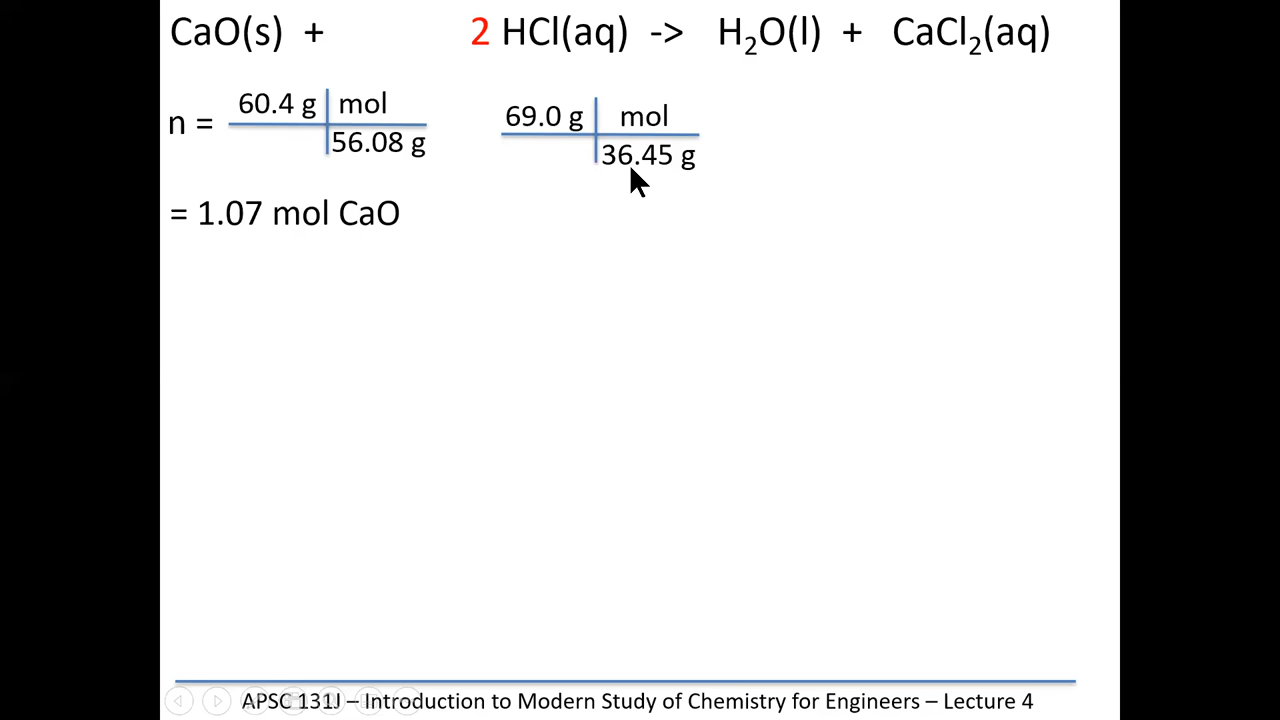 CaO(s) + 2 HCl(aq) -> H₂O(l) + CaCl₂(aq)
n = 60.4 g mol
56.08 g
69.0 g mol
36.45 g
= 1.07 mol CaO
APSC 131J – Introduction to Modern Study of Chemistry for Engineers – Lecture 4